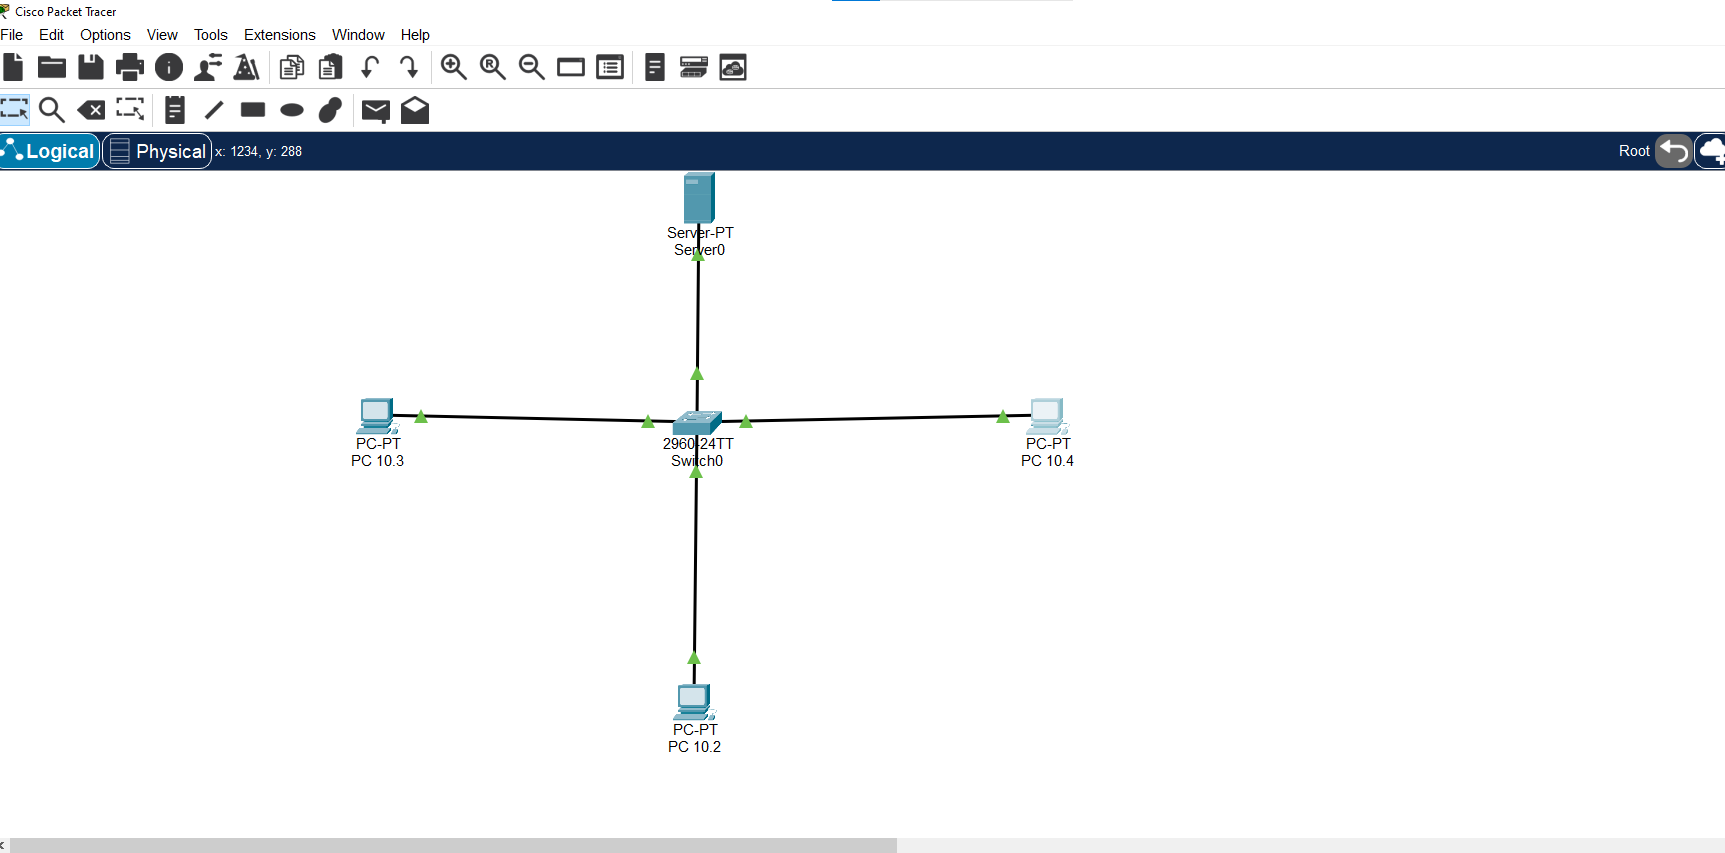 Cisco Packet Tracer
File Edit Options View Tools Extensions Window Help
Logical Physical x: 1234, y: 288 Root
Server-PT
Server0
PC-PT
PC 10.3
2960-24TT
Switch0
PC-PT
PC 10.4
PC-PT
PC 10.2